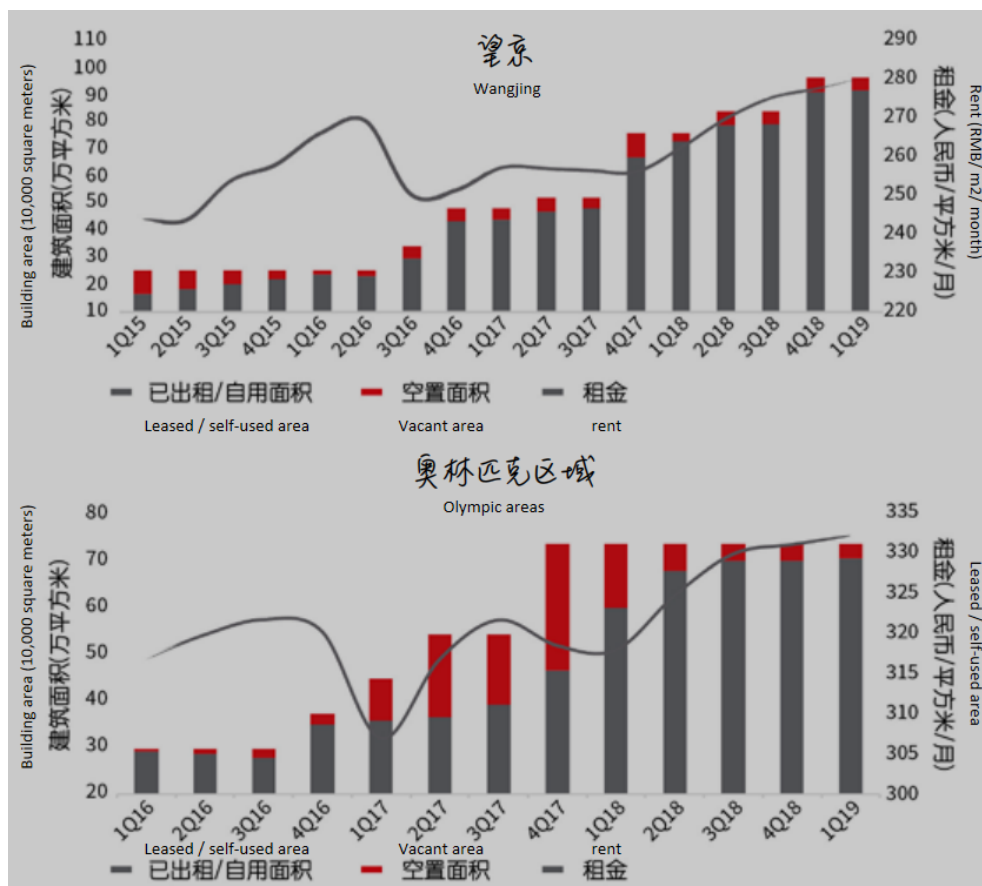 望京
Wangjing
Building area (10,000 square meters)
建筑面积(万平方米)
110
100
90
80
70
60
50
40
30
20
10
290
280
270
260
250
240
230
220
租金(人民币/平方米/月)
Rent (RMB/ m2/ month)
1Q15 2Q15 3Q15 4Q15 1Q16 2Q16 3Q16 4Q16 1Q17 2Q17 3Q17 4Q17 1Q18 2Q18 3Q18 4Q18 1Q19
已出租/自用面积 空置面积 租金
Leased / self-used area Vacant area rent
奥林匹克区域
Olympic areas
Building area (10,000 square meters)
建筑面积(万平方米)
80
70
60
50
40
30
20
335
330
325
320
315
310
305
300
租金(人民币/平方米/月)
Leased / self-used area
1Q16 2Q16 3Q16 4Q16 1Q17 2Q17 3Q17 4Q17 1Q18 2Q18 3Q18 4Q18 1Q19
Leased / self-used area Vacant area rent
已出租/自用面积 空置面积 租金